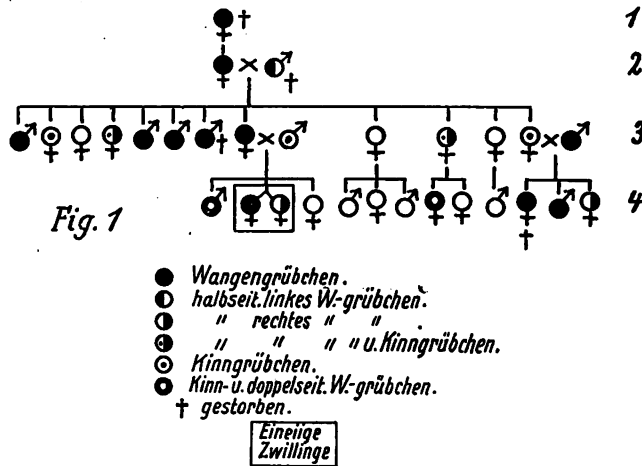 1
2
3
4
Fig. 1
Wangengrübchen.
halbseit. linkes W.-grübchen.
" rechtes " " .
" " " " u. Kinngrübchen.
Kinngrübchen.
Kinn- u. doppelseit. W.-grübchen.
† gestorben.
Eineiige
Zwillinge